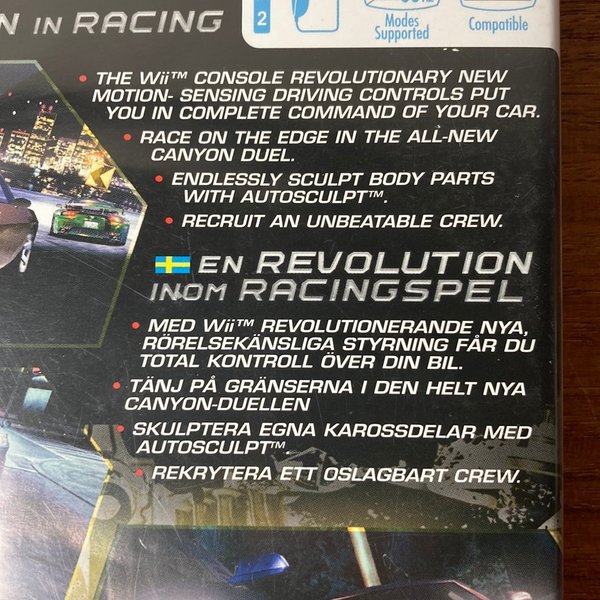 IN RACING
2
Modes
Supported
Compatible
• THE Wii™ CONSOLE REVOLUTIONARY NEW
MOTION- SENSING DRIVING CONTROLS PUT
YOU IN COMPLETE COMMAND OF YOUR CAR.
• RACE ON THE EDGE IN THE ALL-NEW
CANYON DUEL.
• ENDLESSLY SCULPT BODY PARTS
WITH AUTOSCULPT™.
• RECRUIT AN UNBEATABLE CREW.
EN REVOLUTION
INOM RACINGSPEL
• MED Wii™ REVOLUTIONERANDE NYA,
RÖRELSEKÄNSLIGA STYRNING FÅR DU
TOTAL KONTROLL ÖVER DIN BIL.
• TÄNJ PÅ GRÄNSERNA I DEN HELT NYA
CANYON-DUELLEN
• SKULPTERA EGNA KAROSSDELAR MED
AUTOSCULPT™.
• REKRYTERA ETT OSLAGBART CREW.